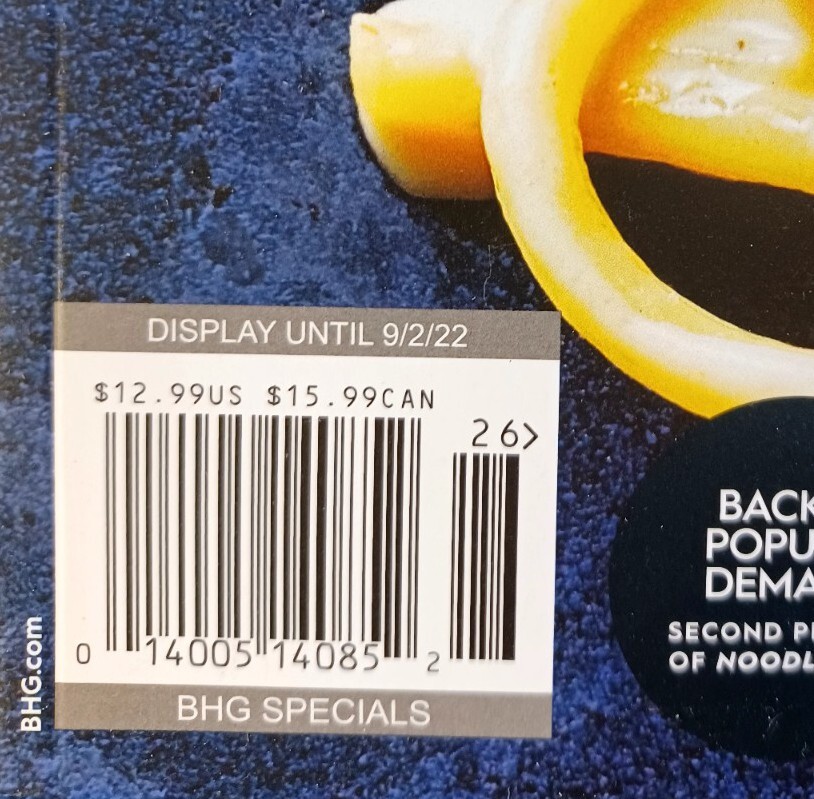 DISPLAY UNTIL 9/2/22
$12.99US $15.99CAN
26>
0 14005 14085 2
BHG SPECIALS
BHG.com
BACK
POPU
DEMA
SECOND P
OF NOODL